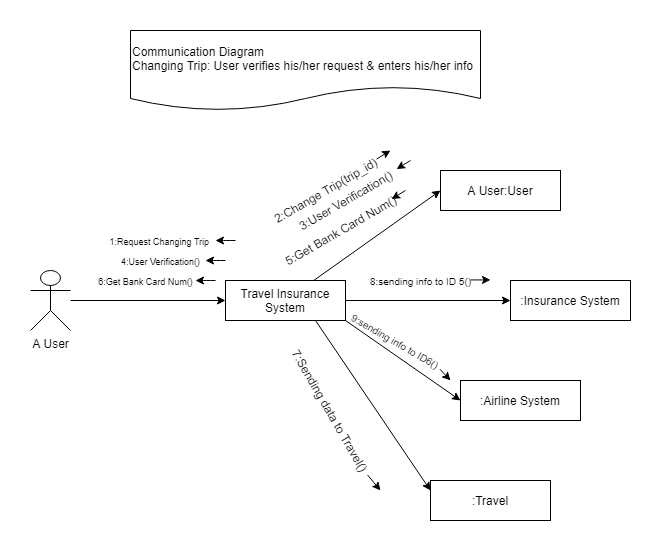 Communication Diagram
Changing Trip: User verifies his/her request & enters his/her info
2:Change Trip(trip_id)
3:User Verification()
5:Get Bank Card Num()
A User:User
1:Request Changing Trip
4:User Verification()
6:Get Bank Card Num()
A User
Travel Insurance
System
8:sending info to ID 5()
:Insurance System
9:sending info to ID6()
:Airline System
7:Sending data to Travel()
:Travel